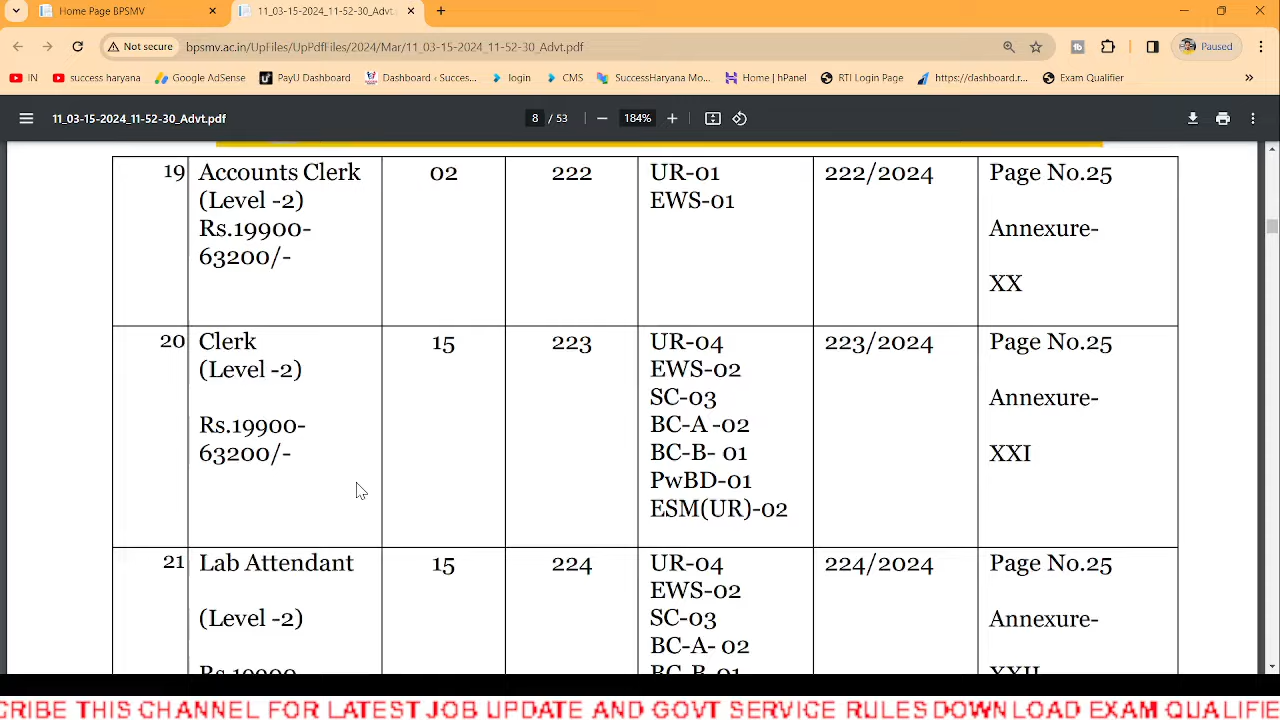 Home Page BPSMV
11_03-15-2024_11-52-30_Advt.
Not secure
bpsmv.ac.in/UpFiles/UpPdfFiles/2024/Mar/11_03-15-2024_11-52-30_Advt.pdf
Paused
IN
success haryana
Google AdSense
PayU Dashboard
Dashboard ‹ Succes...
login
CMS
SuccessHaryana Mo...
Home | hPanel
RTI Login Page
https://dashboard.r...
Exam Qualifier
11_03-15-2024_11-52-30_Advt.pdf
8 / 53
184%
19 Accounts Clerk 02 222 UR-01 222/2024 Page No.25
(Level -2) EWS-01
Rs.19900- Annexure-
63200/-
XX
20 Clerk 15 223 UR-04 223/2024 Page No.25
(Level -2) EWS-02
SC-03 Annexure-
Rs.19900- BC-A -02
63200/- BC-B- 01 XXI
PwBD-01
ESM(UR)-02
21 Lab Attendant 15 224 UR-04 224/2024 Page No.25
EWS-02
(Level -2) SC-03 Annexure-
BC-A- 02
Rs.19900- BC-B-01 XXII
CRIBE THIS CHANNEL FOR LATEST JOB UPDATE AND GOVT SERVICE RULES DOWNLOAD EXAM QUALIFIE